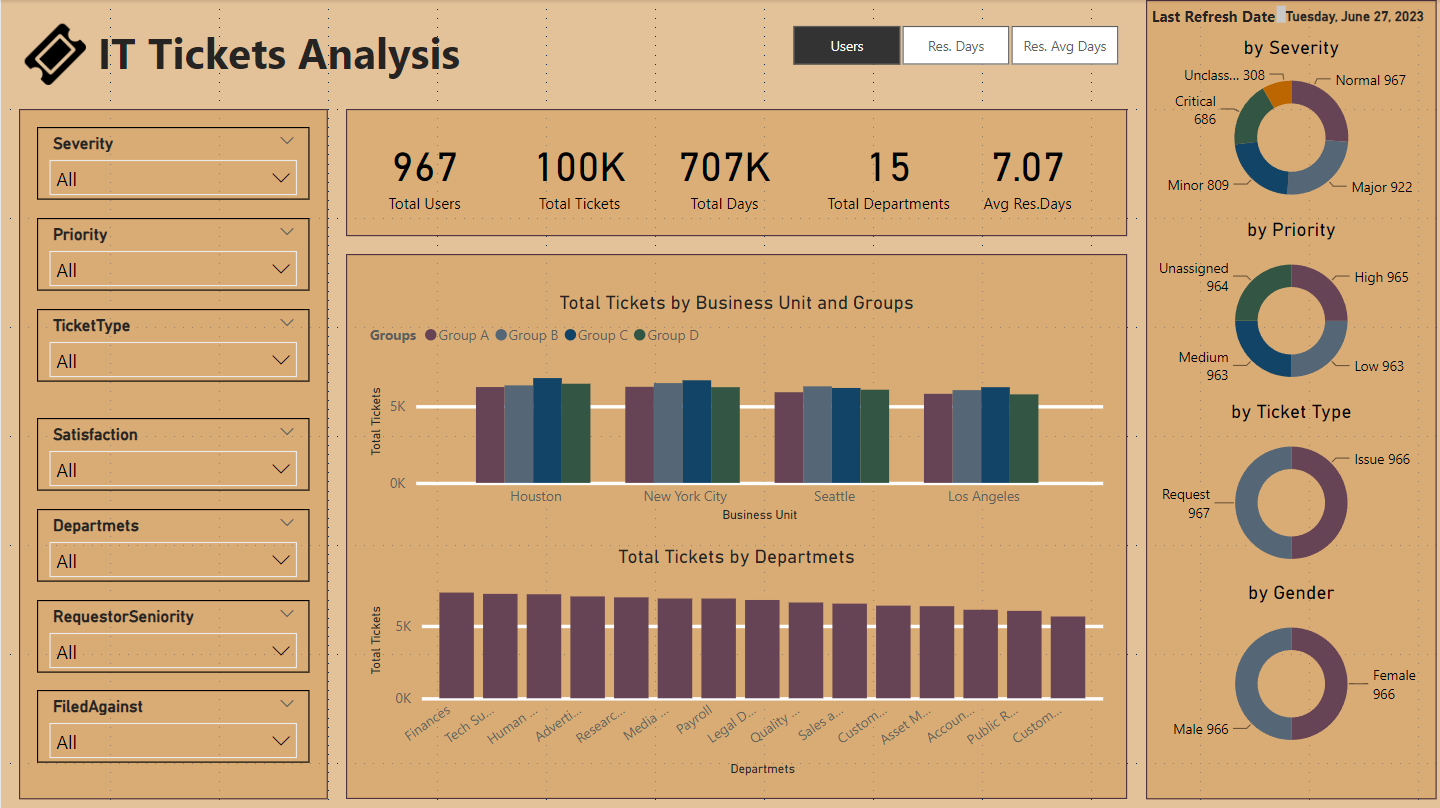 IT Tickets Analysis
Users
Res. Days
Res. Avg Days
Last Refresh Date
Tuesday, June 27, 2023
Severity
All
Priority
All
TicketType
All
Satisfaction
All
Departmets
All
RequestorSeniority
All
FiledAgainst
All
967
Total Users
100K
Total Tickets
707K
Total Days
15
Total Departments
7.07
Avg Res.Days
Total Tickets by Business Unit and Groups
Groups
Group A
Group B
Group C
Group D
Total Tickets
5K
0K
Houston
New York City
Seattle
Los Angeles
Business Unit
Total Tickets by Departmets
Total Tickets
5K
0K
Finances
Tech Su...
Human ...
Adverti...
Researc...
Media ...
Payroll
Legal D...
Quality ...
Sales a...
Custom...
Asset M...
Accoun...
Public R...
Custom...
Departmets
by Severity
Unclass... 308
Normal 967
Critical
686
Minor 809
Major 922
by Priority
Unassigned
964
High 965
Medium
963
Low 963
by Ticket Type
Issue 966
Request
967
by Gender
Female
966
Male 966